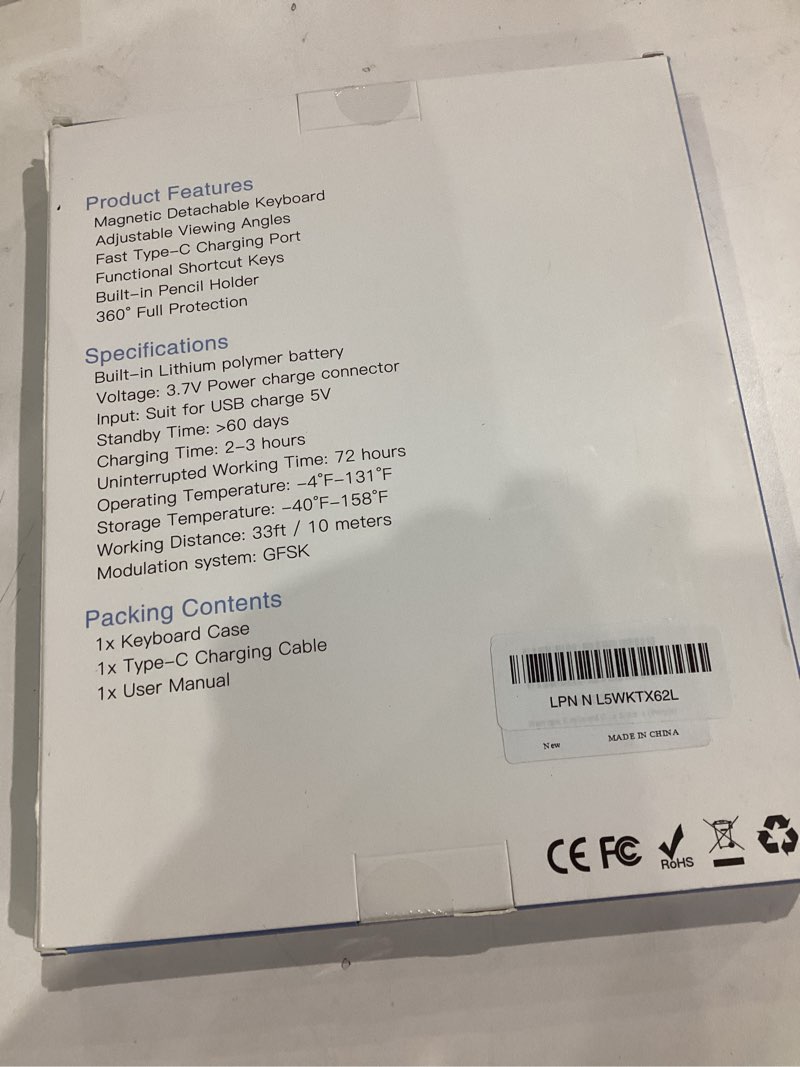 Product Features
Magnetic Detachable Keyboard
Adjustable Viewing Angles
Fast Type-C Charging Port
Functional Shortcut Keys
Built-in Pencil Holder
360° Full Protection
Specifications
Built-in Lithium polymer battery
Voltage: 3.7V Power charge connector
Input: Suit for USB charge 5V
Standby Time: >60 days
Charging Time: 2-3 hours
Uninterrupted Working Time: 72 hours
Operating Temperature: -4°F-131°F
Storage Temperature: -40°F-158°F
Working Distance: 33ft / 10 meters
Modulation system: GFSK
Packing Contents
1x Keyboard Case
1x Type-C Charging Cable
1x User Manual
LPN N L5WKTX62L
New MADE IN CHINA
CE FC RoHS